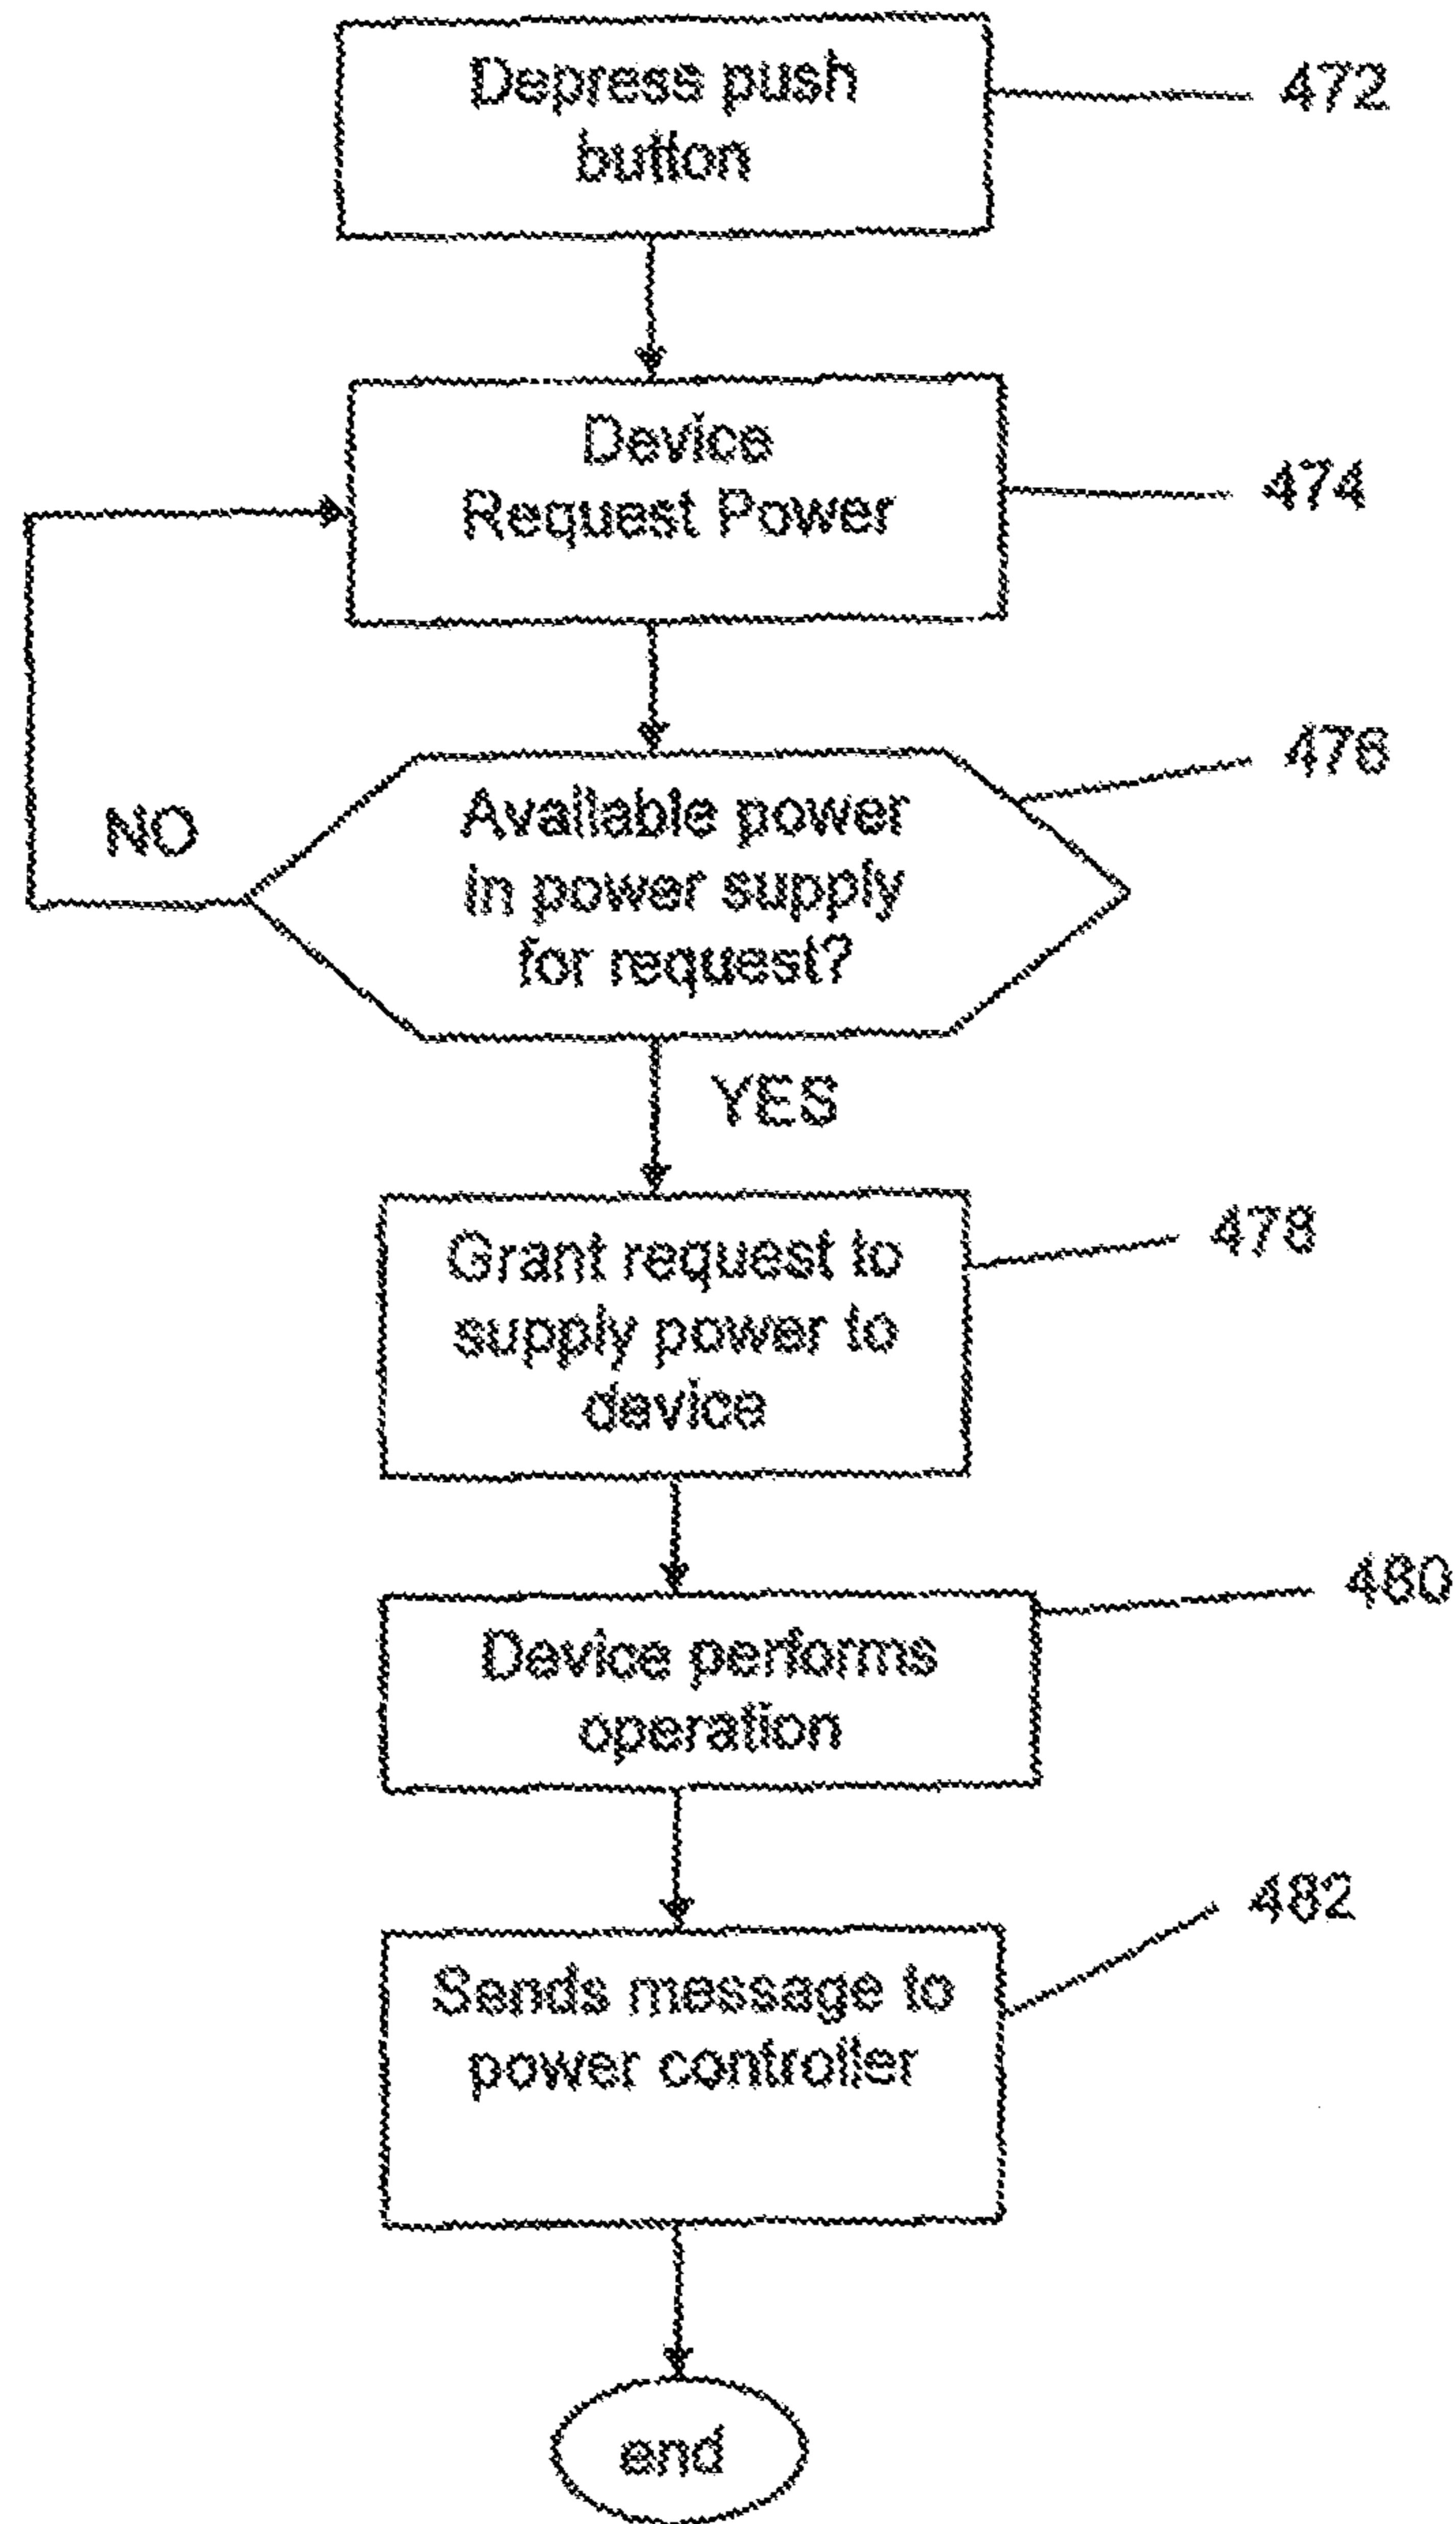 Depress push
button
472
Device
Request Power
474
Available power
in power supply
for request?
476
NO
YES
Grant request to
supply power to
device
478
Device performs
operation
480
Sends message to
power controller
482
end